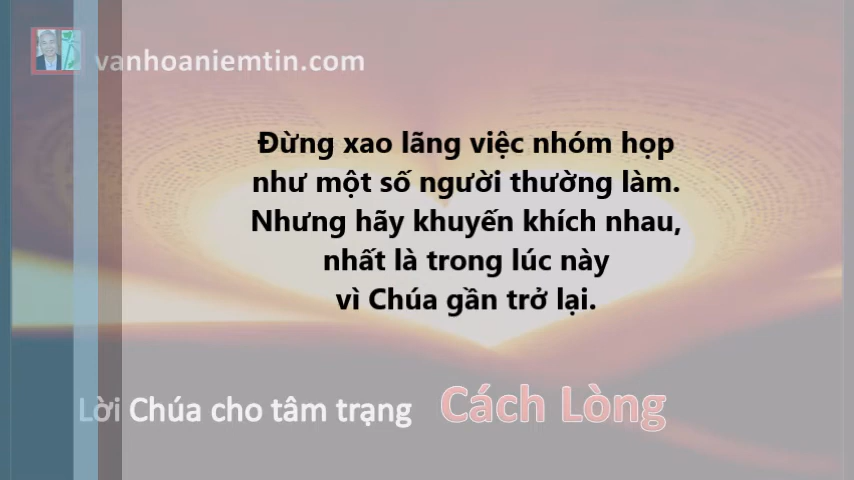 vanhoaniemtin.com
Đừng xao lãng việc nhóm họp
như một số người thường làm.
Nhưng hãy khuyến khích nhau,
nhất là trong lúc này
vì Chúa gần trở lại.
Lời Chúa cho tâm trạng Cách Lòng